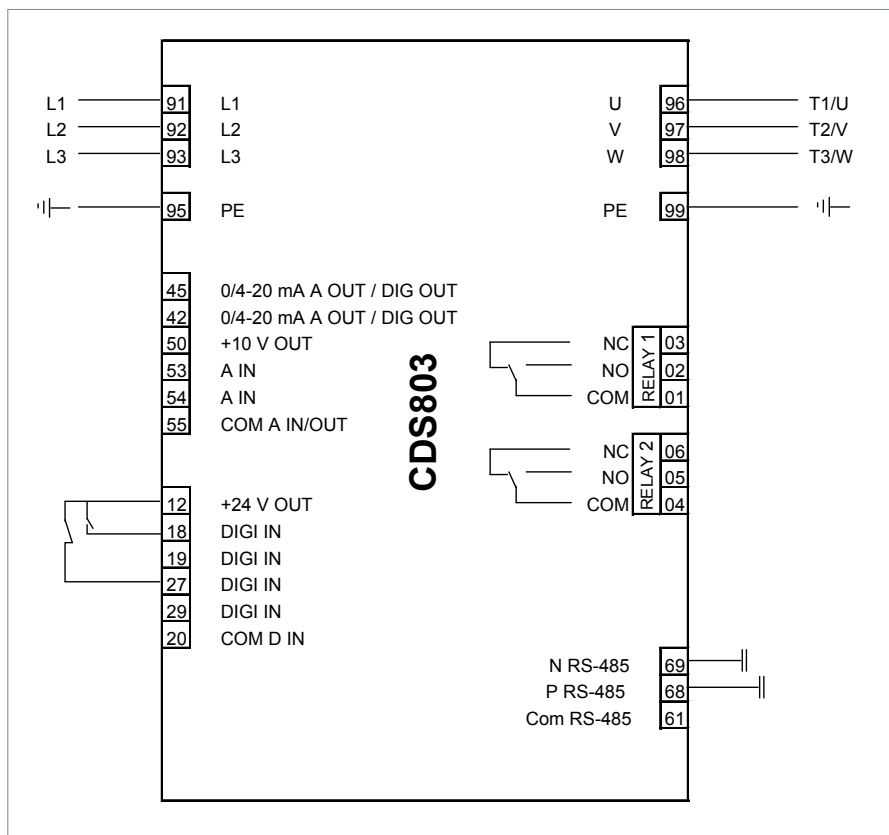 L1 91 L1 U 96 T1/U
L2 92 L2 V 97 T2/V
L3 93 L3 W 98 T3/W
95 PE PE 99
45 0/4-20 mA A OUT / DIG OUT
42 0/4-20 mA A OUT / DIG OUT
50 +10 V OUT
53 A IN
54 A IN
55 COM A IN/OUT
CDS803
NC 03
NO 02
COM 01
RELAY 1
NC 06
NO 05
COM 04
RELAY 2
12 +24 V OUT
18 DIGI IN
19 DIGI IN
27 DIGI IN
29 DIGI IN
20 COM D IN
N RS-485 69
P RS-485 68
Com RS-485 61